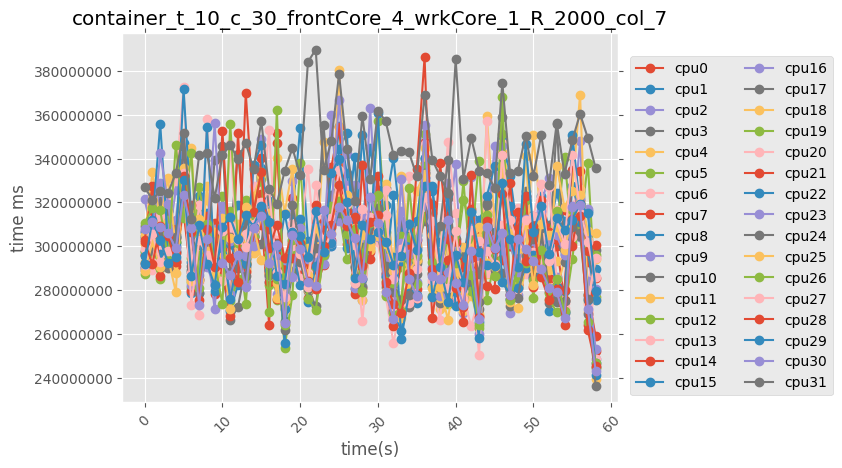 container_t_10_c_30_frontCore_4_wrkCore_1_R_2000_col_7
time ms
380000000
360000000
340000000
320000000
300000000
280000000
260000000
240000000
0
10
20
30
40
50
60
time(s)
cpu0
cpu1
cpu2
cpu3
cpu4
cpu5
cpu6
cpu7
cpu8
cpu9
cpu10
cpu11
cpu12
cpu13
cpu14
cpu15
cpu16
cpu17
cpu18
cpu19
cpu20
cpu21
cpu22
cpu23
cpu24
cpu25
cpu26
cpu27
cpu28
cpu29
cpu30
cpu31